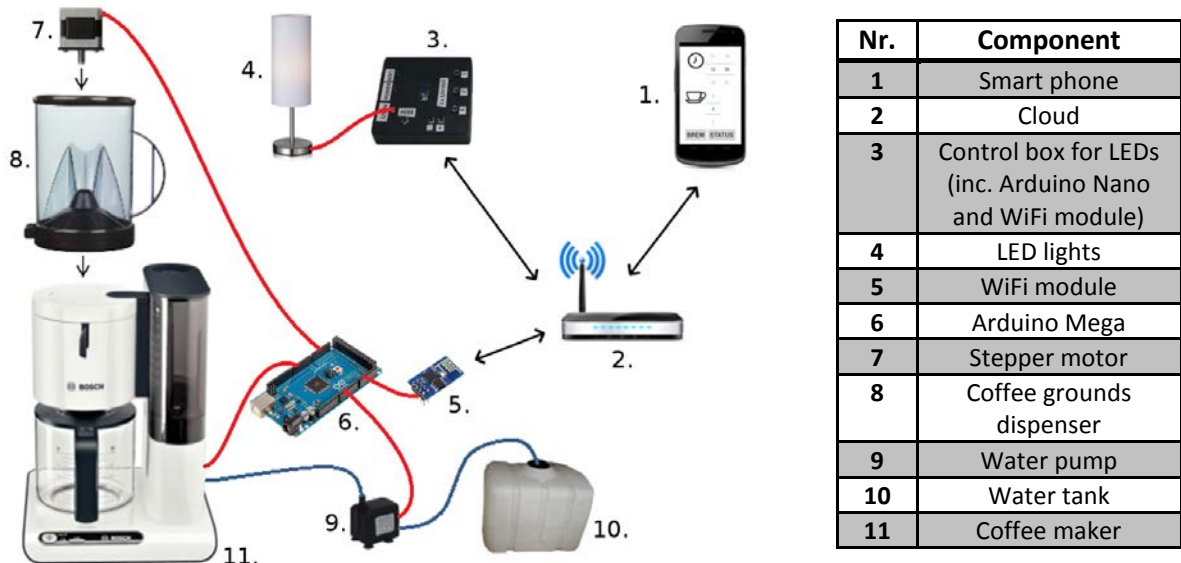 7.
4.
3.
1.
BREW STATUS
8.
BOSCH
6.
5.
2.
9.
10.
BOSCH
11.
Nr. Component
1 Smart phone
2 Cloud
3 Control box for LEDs
(inc. Arduino Nano
and WiFi module)
4 LED lights
5 WiFi module
6 Arduino Mega
7 Stepper motor
8 Coffee grounds
dispenser
9 Water pump
10 Water tank
11 Coffee maker